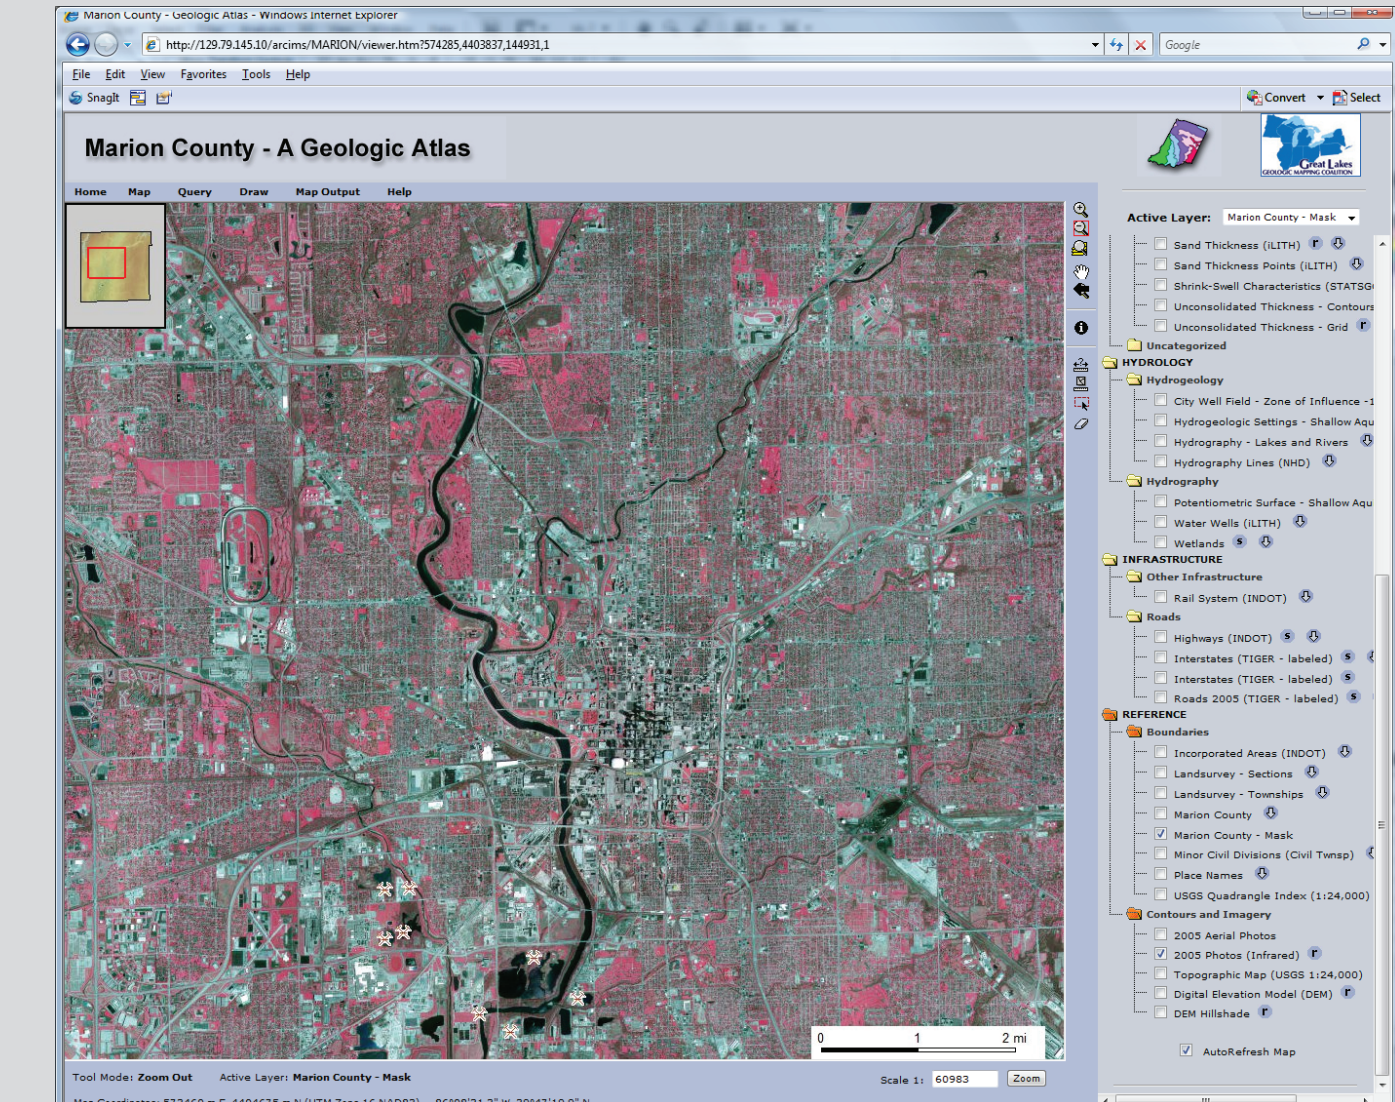 Marion County - Geologic Atlas - Windows Internet Explorer
http://129.79.145.10/arcims/MARION/viewer.htm?574285,4403837,144931,1
Google
File Edit View Favorites Tools Help
SnagIt
Convert Select
Marion County - A Geologic Atlas
Great Lakes
GEOLOGIC MAPPING COALITION
Home Map Query Draw Map Output Help
Active Layer: Marion County - Mask
Sand Thickness (iLITH) r
Sand Thickness Points (iLITH)
Shrink-Swell Characteristics (STATSG
Unconsolidated Thickness - Contours
Unconsolidated Thickness - Grid r
Uncategorized
HYDROLOGY
Hydrogeology
City Well Field - Zone of Influence -1
Hydrogeologic Settings - Shallow Aqu
Hydrography - Lakes and Rivers
Hydrography Lines (NHD)
Hydrography
Potentiometric Surface - Shallow Aqu
Water Wells (iLITH)
Wetlands s
INFRASTRUCTURE
Other Infrastructure
Rail System (INDOT)
Roads
Highways (INDOT) s
Interstates (TIGER - labeled) s
Interstates (TIGER - labeled) s
Roads 2005 (TIGER - labeled) s
REFERENCE
Boundaries
Incorporated Areas (INDOT)
Landsurvey - Sections
Landsurvey - Townships
Marion County
Marion County - Mask
Minor Civil Divisions (Civil Twnsp)
Place Names
USGS Quadrangle Index (1:24,000)
Contours and Imagery
2005 Aerial Photos
2005 Photos (Infrared) r
Topographic Map (USGS 1:24,000)
Digital Elevation Model (DEM) r
DEM Hillshade r
AutoRefresh Map
0 1 2 mi
Tool Mode: Zoom Out Active Layer: Marion County - Mask
Scale 1: 60983 Zoom